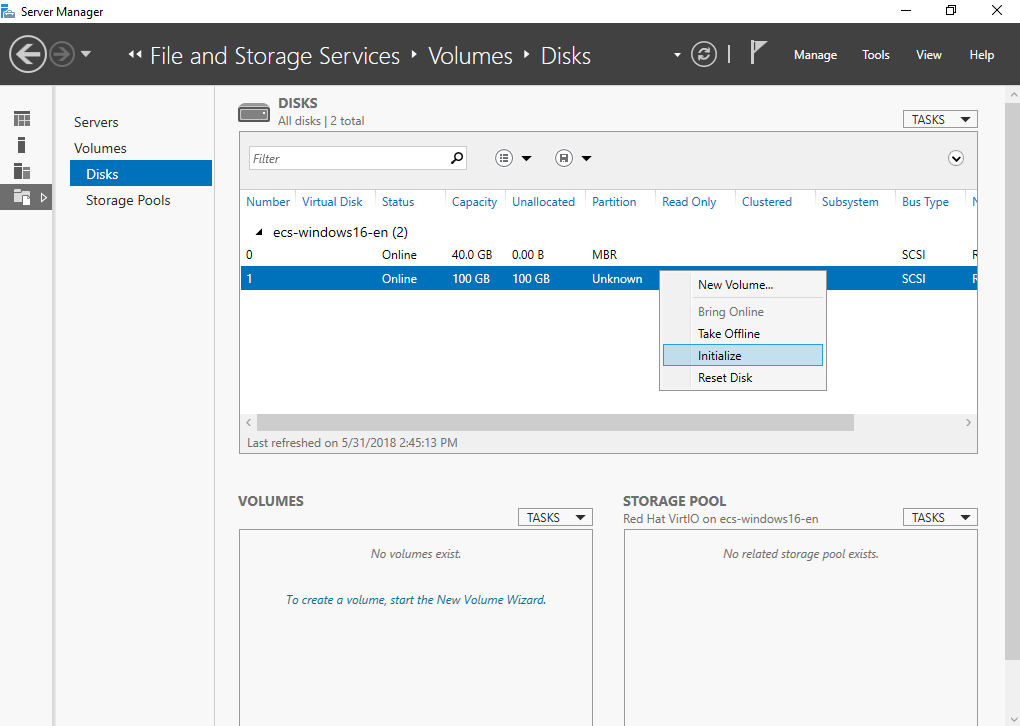 Server Manager
File and Storage Services ‣ Volumes ‣ Disks
Manage Tools View Help
Servers
Volumes
Disks
Storage Pools
DISKS
All disks | 2 total
TASKS
Filter
Number Virtual Disk Status Capacity Unallocated Partition Read Only Clustered Subsystem Bus Type
ecs-windows16-en (2)
0 Online 40.0 GB 0.00 B MBR SCSI
1 Online 100 GB 100 GB Unknown SCSI
New Volume...
Bring Online
Take Offline
Initialize
Reset Disk
Last refreshed on 5/31/2018 2:45:13 PM
VOLUMES
TASKS
No volumes exist.
To create a volume, start the New Volume Wizard.
STORAGE POOL
Red Hat VirtIO on ecs-windows16-en
TASKS
No related storage pool exists.